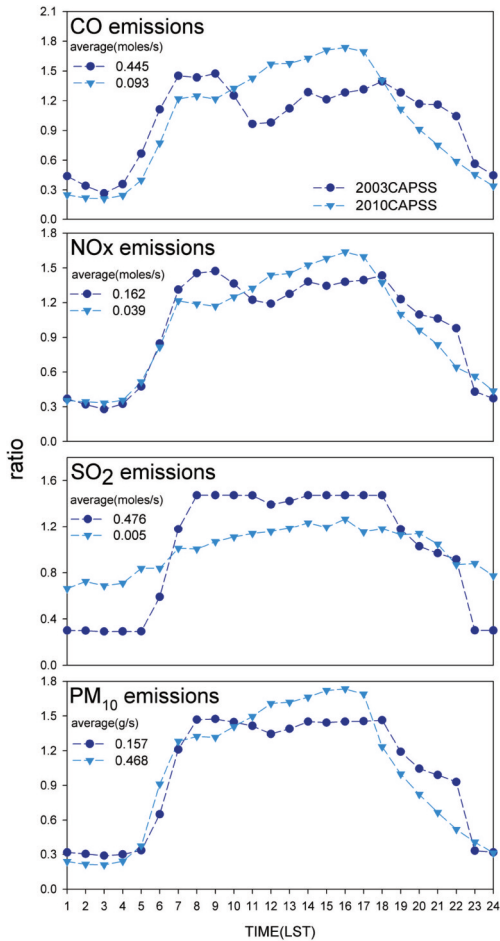 CO emissions
average(moles/s)
0.445
0.093
2003CAPSS
2010CAPSS
2.1
1.8
1.5
1.2
0.9
0.6
0.3
0.0
NOx emissions
average(moles/s)
0.162
0.039
1.8
1.5
1.2
0.9
0.6
0.3
0.0
ratio
SO2 emissions
average(moles/s)
0.476
0.005
1.6
1.2
0.8
0.4
0.0
PM10 emissions
average(g/s)
0.157
0.468
1.8
1.5
1.2
0.9
0.6
0.3
0.0
1 2 3 4 5 6 7 8 9 10 11 12 13 14 15 16 17 18 19 20 21 22 23 24
TIME(LST)